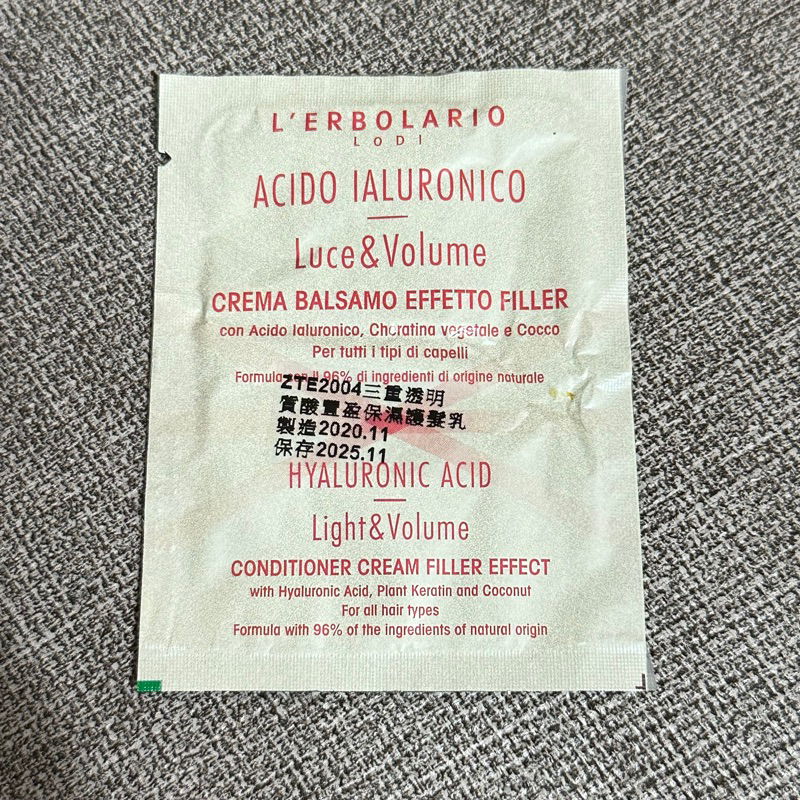 L'ERBOLARIO
LODI
ACIDO IALURONICO
Luce&Volume
CREMA BALSAMO EFFETTO FILLER
con Acido Ialuronico, Cheratina vegetale e Cocco
Per tutti i tipi di capelli
Formula con il 96% di ingredienti di origine naturale
ZTE2004三重透明
質酸豐盈保濕護髮乳
製造2020.11
保存2025.11
HYALURONIC ACID
Light&Volume
CONDITIONER CREAM FILLER EFFECT
with Hyaluronic Acid, Plant Keratin and Coconut
For all hair types
Formula with 96% of the ingredients of natural origin